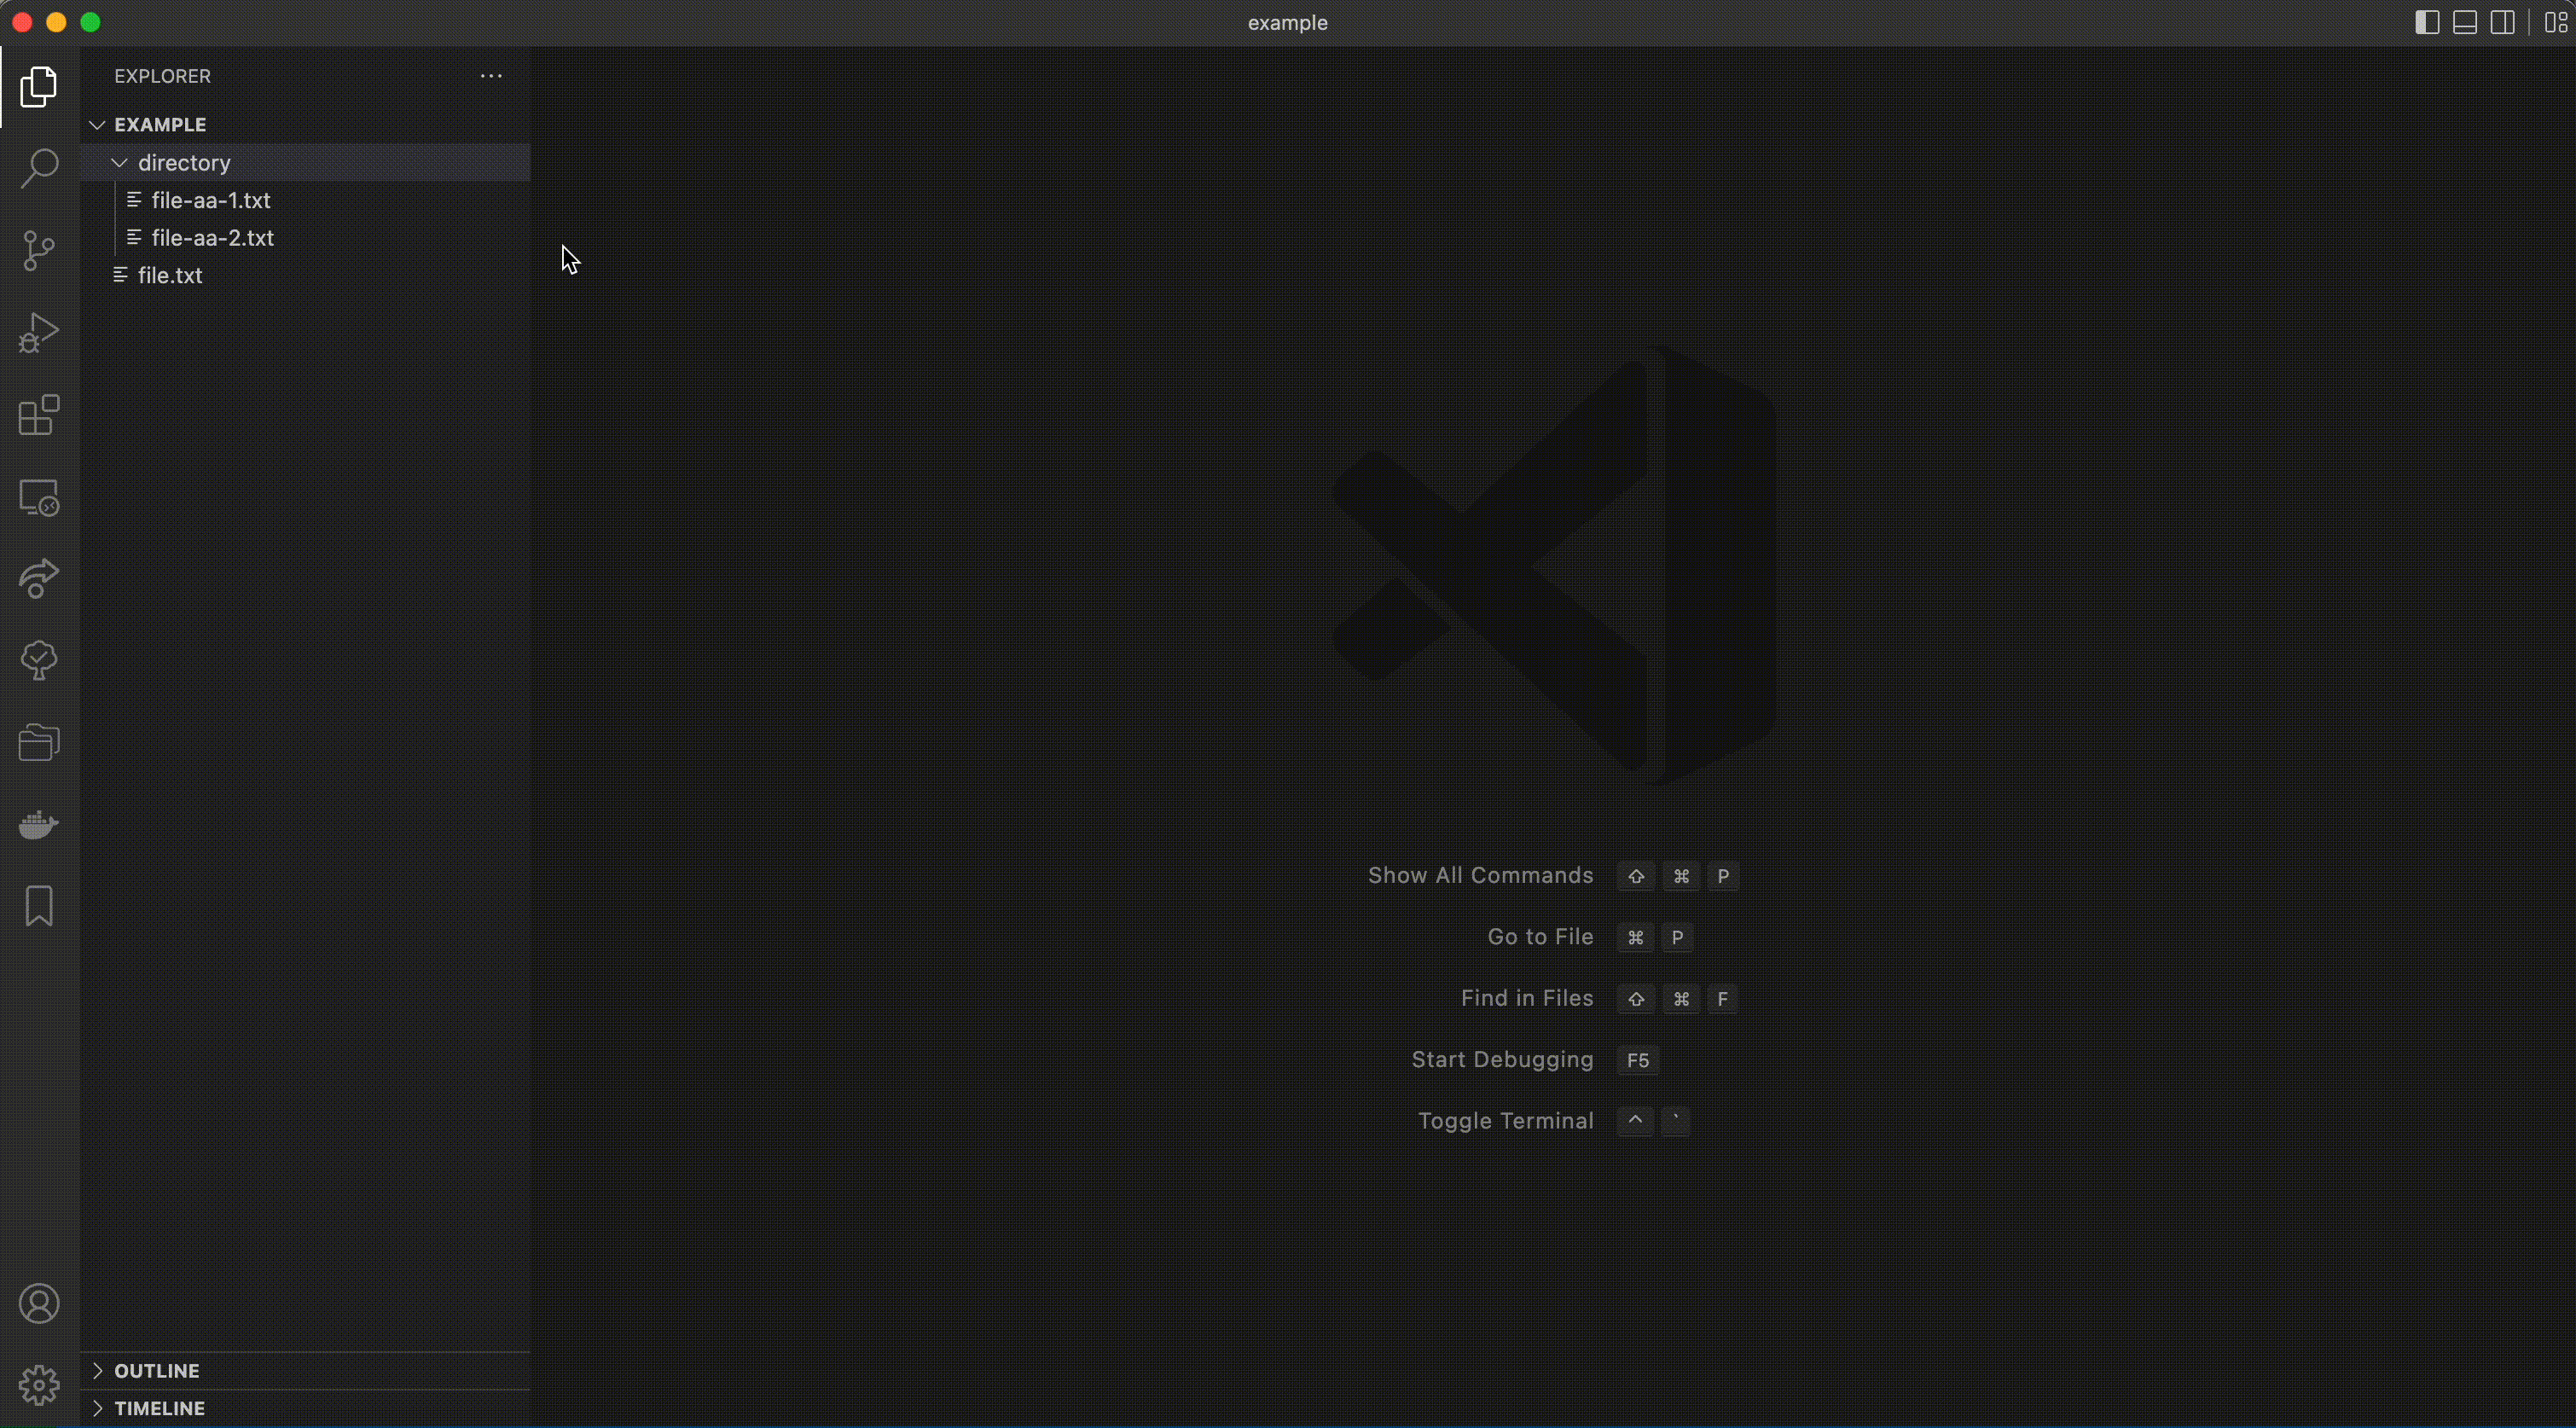 example
EXPLORER
EXAMPLE
directory
file-aa-1.txt
file-aa-2.txt
file.txt
Show All Commands ⇧ ⌘ P
Go to File ⌘ P
Find in Files ⇧ ⌘ F
Start Debugging F5
Toggle Terminal ^ `
OUTLINE
TIMELINE